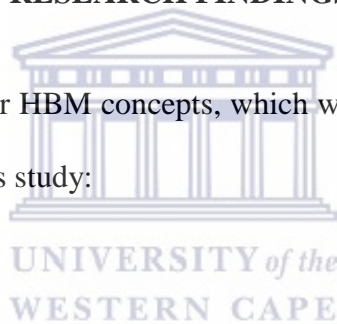 RESEARCH FINDINGS
r HBM concepts, which w
s study:
UNIVERSITY of the
WESTERN CAPE